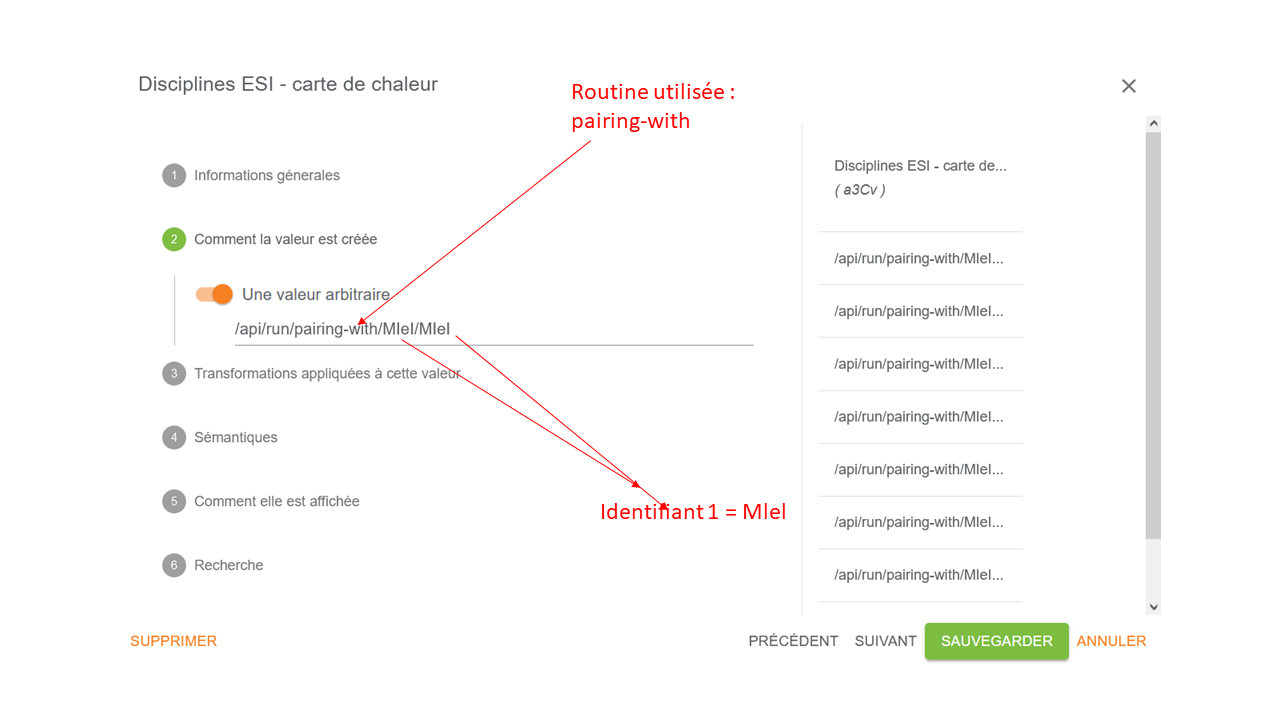 Disciplines ESI - carte de chaleur
Routine utilisée :
pairing-with
1 Informations génerales
2 Comment la valeur est créée
Une valeur arbitraire
/api/run/pairing-with/MIeI/MIeI
3 Transformations appliquées à cette valeur
4 Sémantiques
5 Comment elle est affichée
6 Recherche
Identifiant 1 = MIeI
Disciplines ESI - carte de...
( a3Cv )
/api/run/pairing-with/MIeI...
/api/run/pairing-with/MIeI...
/api/run/pairing-with/MIeI...
/api/run/pairing-with/MIeI...
/api/run/pairing-with/MIeI...
/api/run/pairing-with/MIeI...
/api/run/pairing-with/MIeI...
SUPPRIMER
PRÉCÉDENT SUIVANT SAUVEGARDER ANNULER